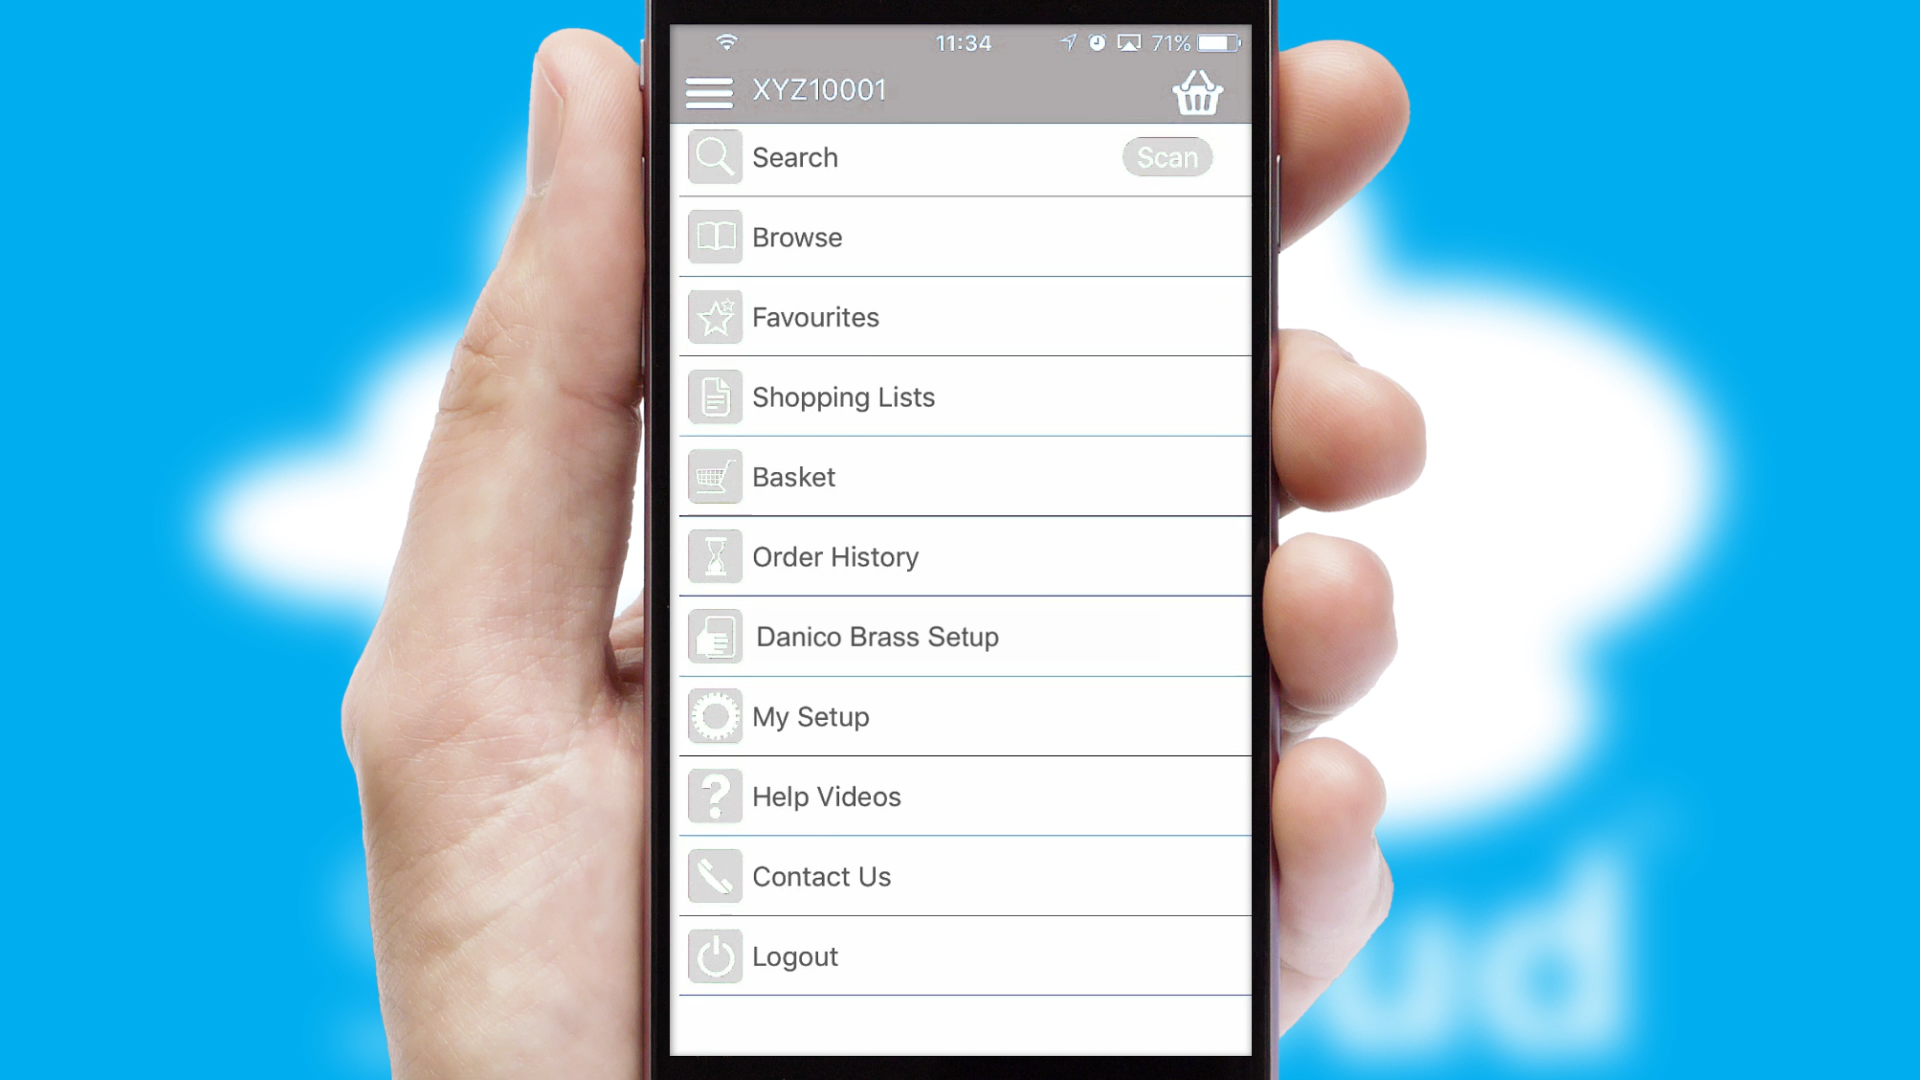 11:34
71%
XYZ10001
Search
Scan
Browse
Favourites
Shopping Lists
Basket
Order History
Danico Brass Setup
My Setup
Help Videos
Contact Us
Logout